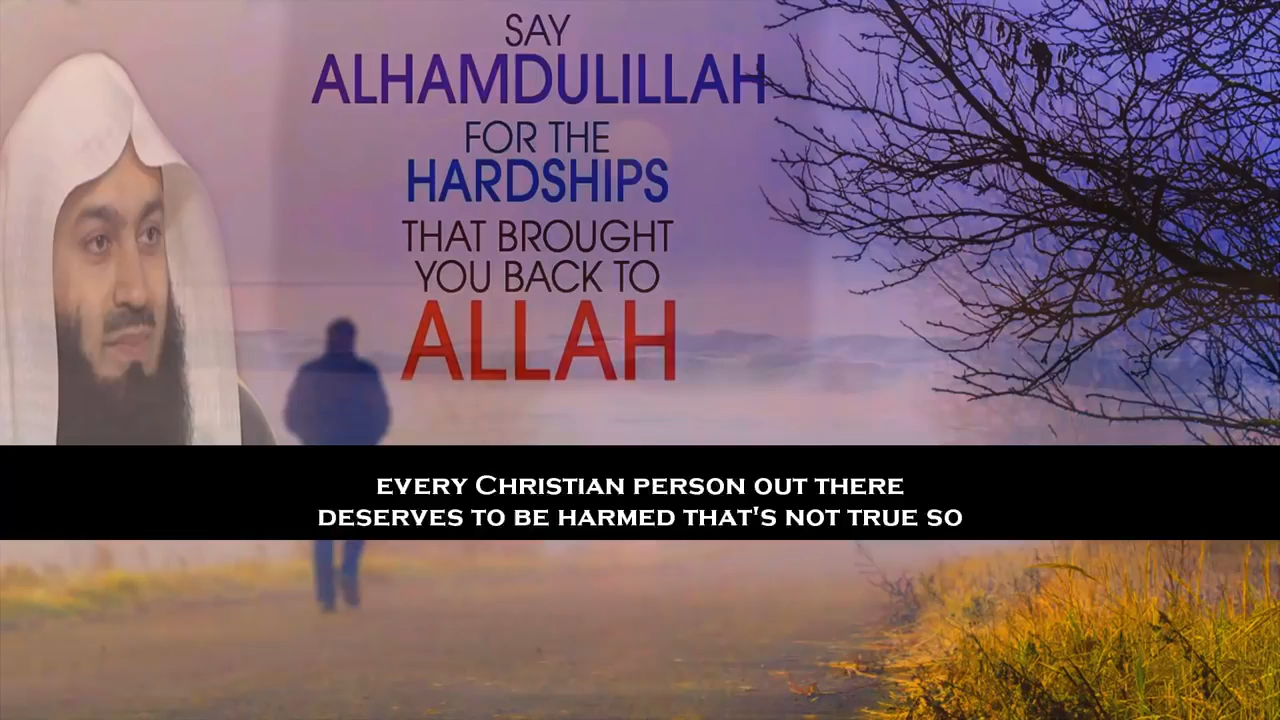 SAY
ALHAMDULILLAH
FOR THE
HARDSHIPS
THAT BROUGHT
YOU BACK TO
ALLAH
EVERY CHRISTIAN PERSON OUT THERE
DESERVES TO BE HARMED THAT'S NOT TRUE SO